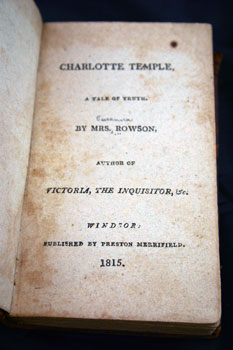 CHARLOTTE TEMPLE,
A TALE OF TRUTH.
Susanna
BY MRS. ROWSON,
AUTHOR OF
VICTORIA, THE INQUISITOR, &c.
WINDSOR:
PUBLISHED BY PRESTON MERRIFIELD.
1815.